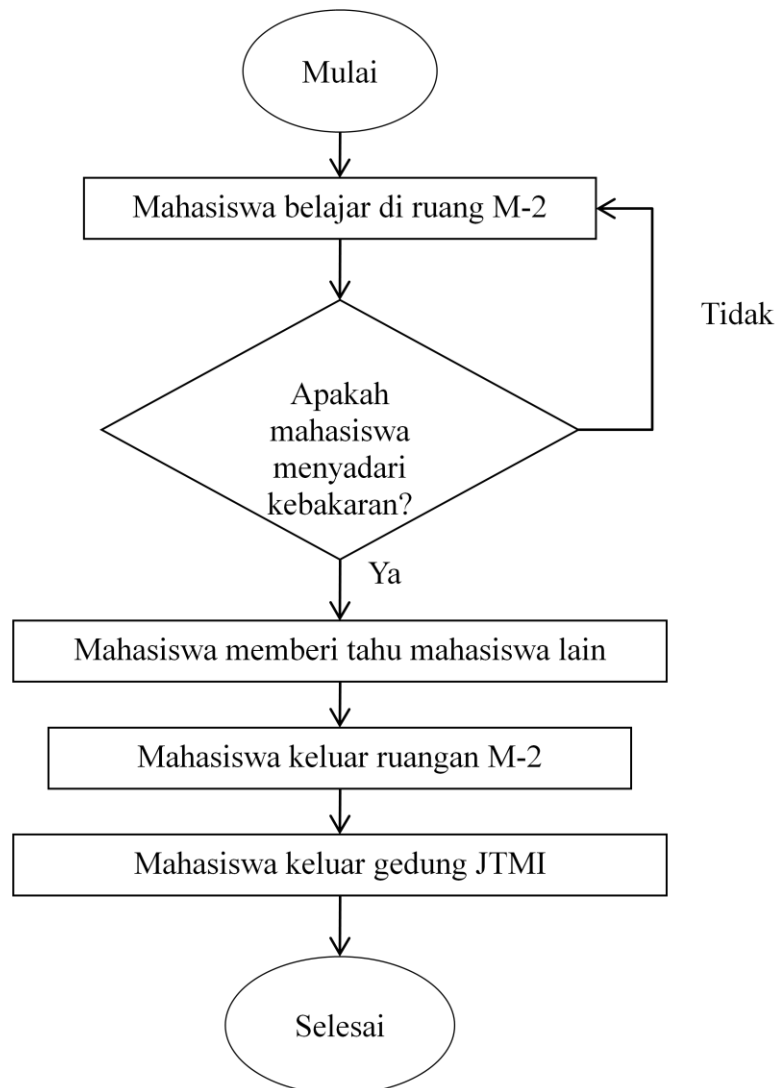 Mulai
Mahasiswa belajar di ruang M-2
Tidak
Apakah
mahasiswa
menyadari
kebakaran?
Ya
Mahasiswa memberi tahu mahasiswa lain
Mahasiswa keluar ruangan M-2
Mahasiswa keluar gedung JTMI
Selesai